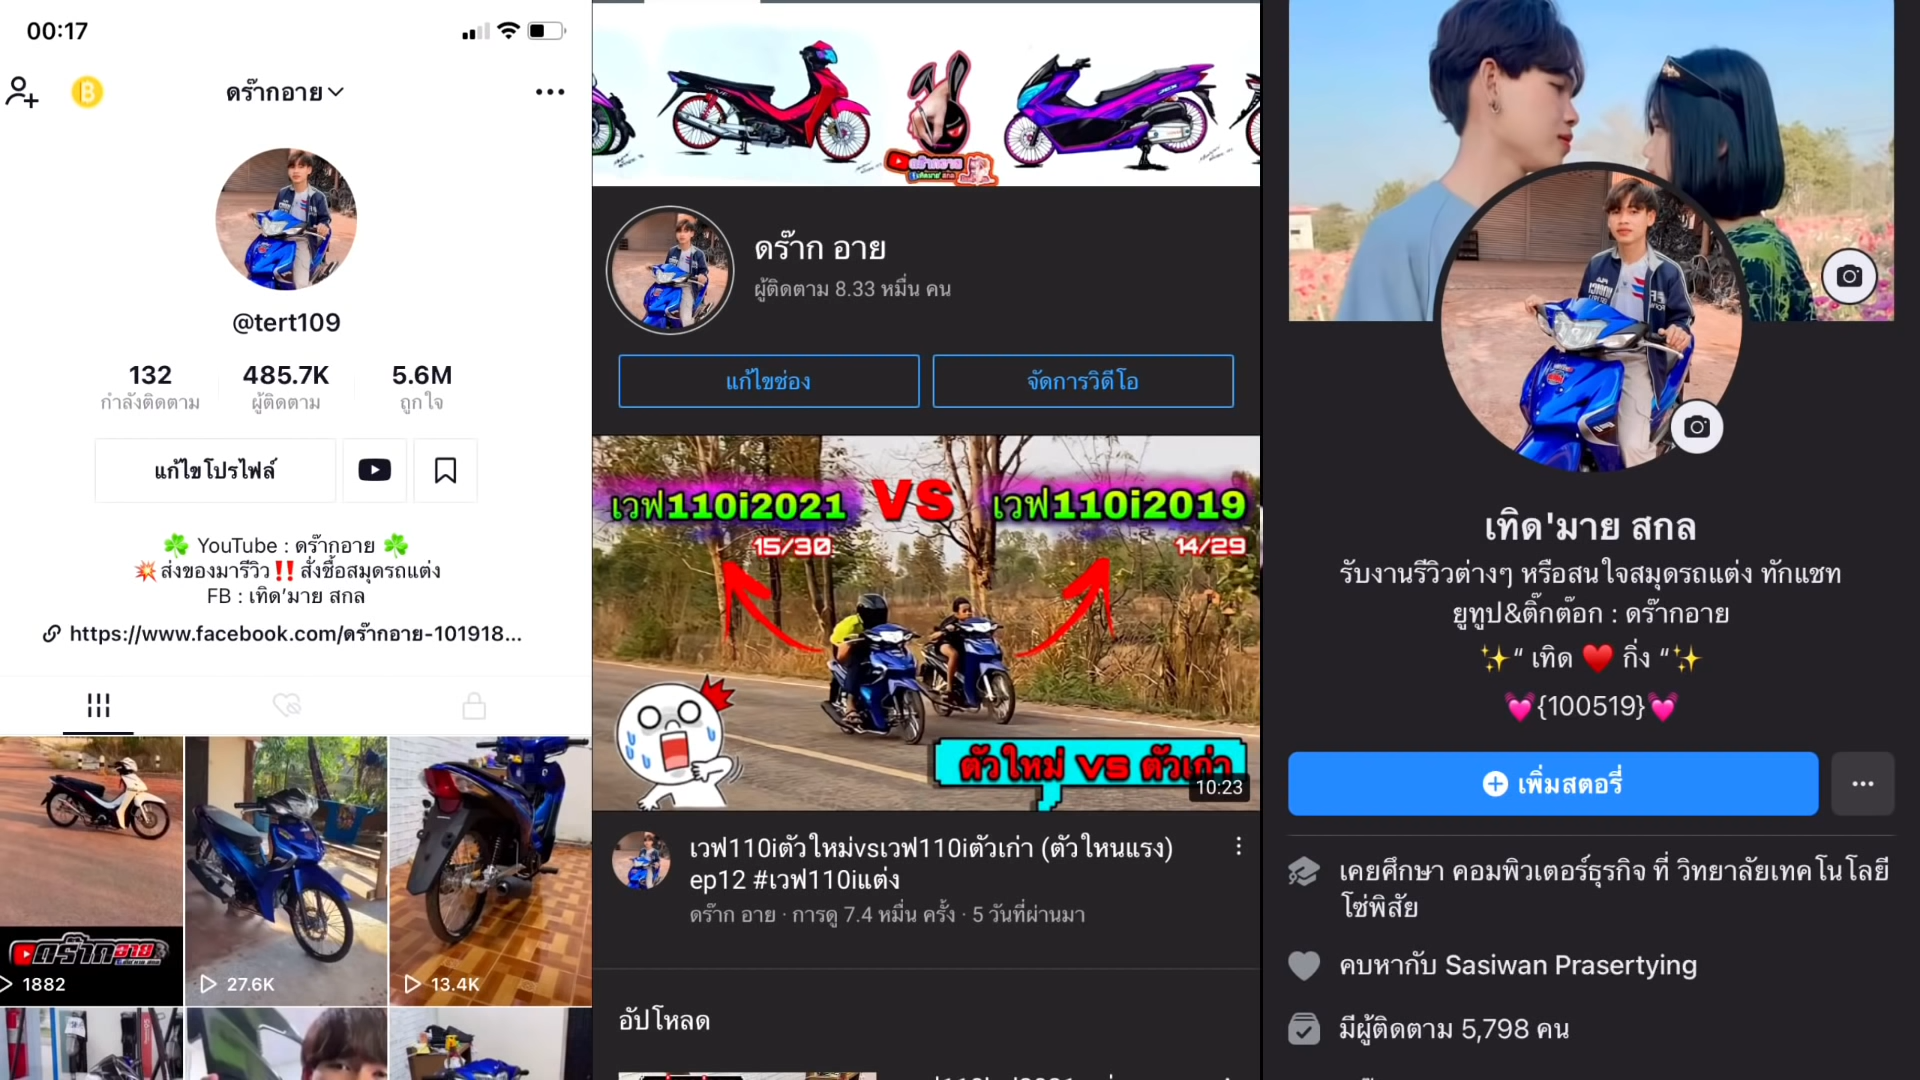 00:17
ดร๊ากอาย
@tert109
132
กำลังติดตาม
485.7K
ผู้ติดตาม
5.6M
ถูกใจ
แก้ไขโปรไฟล์
☘️ YouTube : ดร๊ากอาย ☘️
💥ส่งของมารีวิว‼️สั่งซื้อสมุดรถแต่ง
FB : เทิด’มาย สกล
https://www.facebook.com/ดร๊ากอาย-101918...
ดร๊ากอาย
1882
27.6K
13.4K
ดร๊ากอาย
ดร๊าก อาย
ผู้ติดตาม 8.33 หมื่น คน
แก้ไขช่อง
จัดการวิดีโอ
เวฟ110i2021 VS เวฟ110i2019
15/30
14/29
ตัวใหม่ vs ตัวเก่า
10:23
เวฟ110iตัวใหม่vsเวฟ110iตัวเก่า (ตัวใหนแรง)
ep12 #เวฟ110iแต่ง
ดร๊าก อาย · การดู 7.4 หมื่น ครั้ง · 5 วันที่ผ่านมา
อัปโหลด
เทิด'มาย สกล
รับงานรีวิวต่างๆ หรือสนใจสมุดรถแต่ง ทักแชท
ยูทูป&ติ๊กต๊อก : ดร๊ากอาย
✨“ เทิด ❤️ กิ่ง “✨
💓{100519}💓
เพิ่มสตอรี่
เคยศึกษา คอมพิวเตอร์ธุรกิจ ที่ วิทยาลัยเทคโนโลยี
โซ่พิสัย
คบหากับ Sasiwan Prasertying
มีผู้ติดตาม 5,798 คน